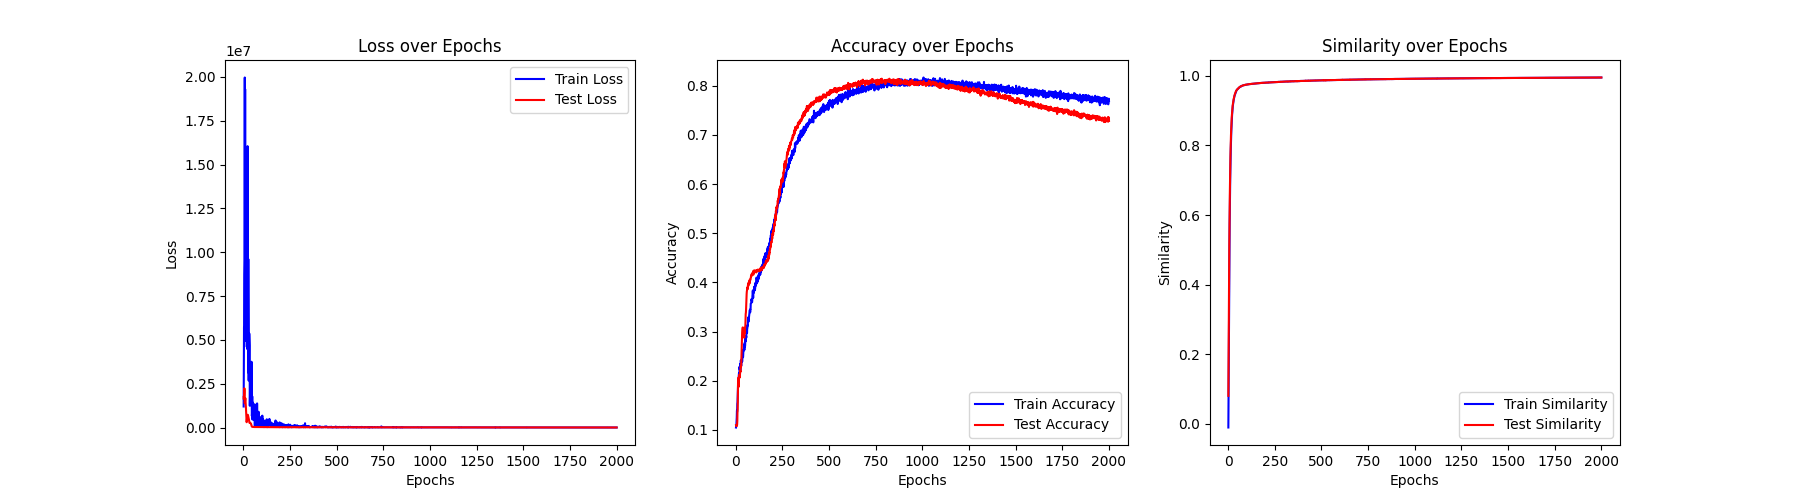 Loss over Epochs
1e7
2.00
1.75
1.50
1.25
1.00
0.75
0.50
0.25
0.00
Loss
Train Loss
Test Loss
0 250 500 750 1000 1250 1500 1750 2000
Epochs
Accuracy over Epochs
0.8
0.7
0.6
0.5
0.4
0.3
0.2
0.1
Accuracy
Train Accuracy
Test Accuracy
0 250 500 750 1000 1250 1500 1750 2000
Epochs
Similarity over Epochs
1.0
0.8
0.6
0.4
0.2
0.0
Similarity
Train Similarity
Test Similarity
0 250 500 750 1000 1250 1500 1750 2000
Epochs